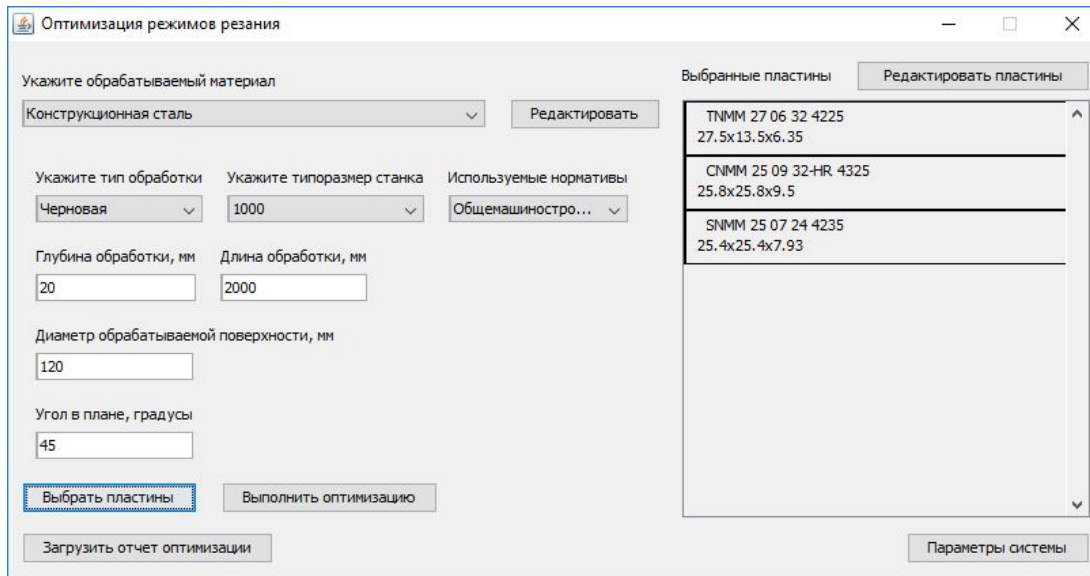 Оптимизация режимов резания
Укажите обрабатываемый материал
Выбранные пластины
Редактировать пластины
Конструкционная сталь
Редактировать
TNMM 27 06 32 4225
27.5x13.5x6.35
CNMM 25 09 32-HR 4325
25.8x25.8x9.5
SNMM 25 07 24 4235
25.4x25.4x7.93
Укажите тип обработки
Укажите типоразмер станка
Используемые нормативы
Черновая
1000
Общемашиностро...
Глубина обработки, мм
Длина обработки, мм
20
2000
Диаметр обрабатываемой поверхности, мм
120
Угол в плане, градусы
45
Выбрать пластины
Выполнить оптимизацию
Загрузить отчет оптимизации
Параметры системы